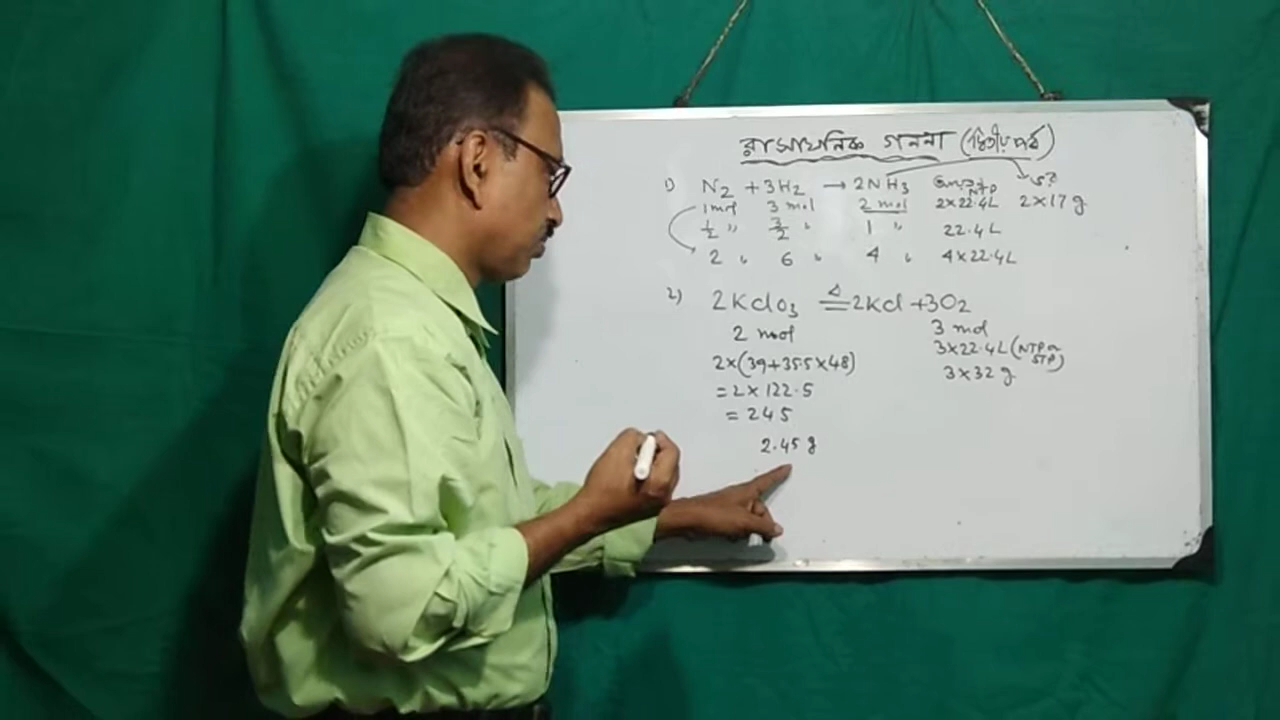 রাসায়নিক গননা (দ্বিতীয় পর্ব)
1) N2 + 3H2 → 2NH3
1 mol 3 mol 2 mol 2×22.4L 2×17g
NTP
1/2 " 3/2 " 1 " 22.4L
2 " 6 " 4 " 4×22.4L
2) 2KClO3 Δ = 2KCl + 3O2
2 mol 3 mol
2×(39+35.5×48) 3×22.4L (NTP or STP)
= 2×122.5 3×32 g
= 245
2.45 g